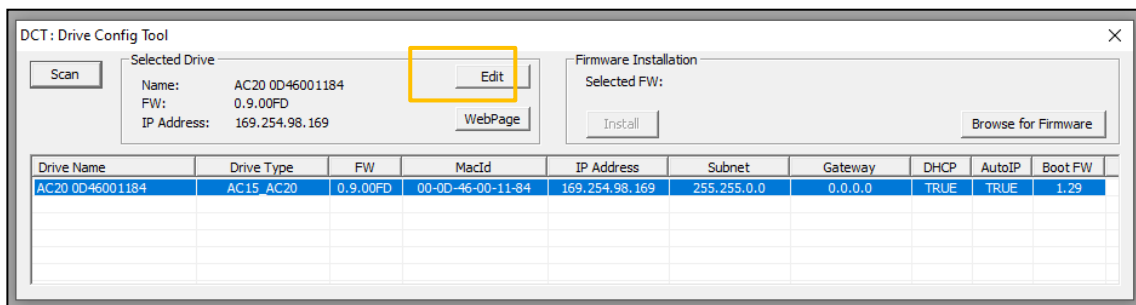 DCT : Drive Config Tool
Scan
Selected Drive
Name: AC20 0D46001184
FW: 0.9.00FD
IP Address: 169.254.98.169
Edit
WebPage
Firmware Installation
Selected FW:
Install
Browse for Firmware
Drive Name Drive Type FW MacId IP Address Subnet Gateway DHCP AutoIP Boot FW
AC20 0D46001184 AC15_AC20 0.9.00FD 00-0D-46-00-11-84 169.254.98.169 255.255.0.0 0.0.0.0 TRUE TRUE 1.29